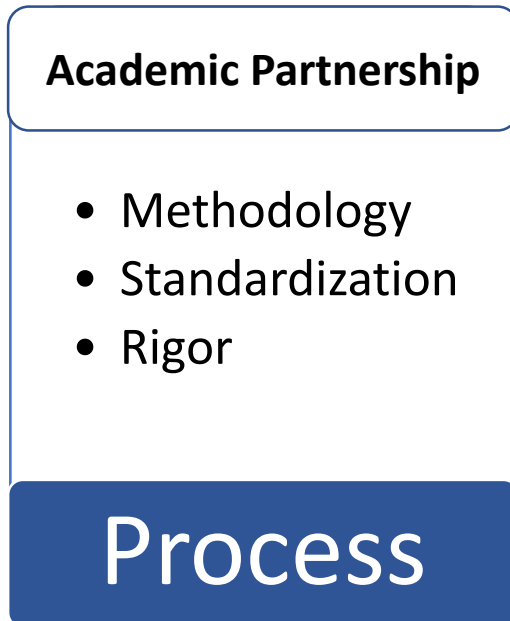 Academic Partnership
• Methodology
• Standardization
• Rigor
Process